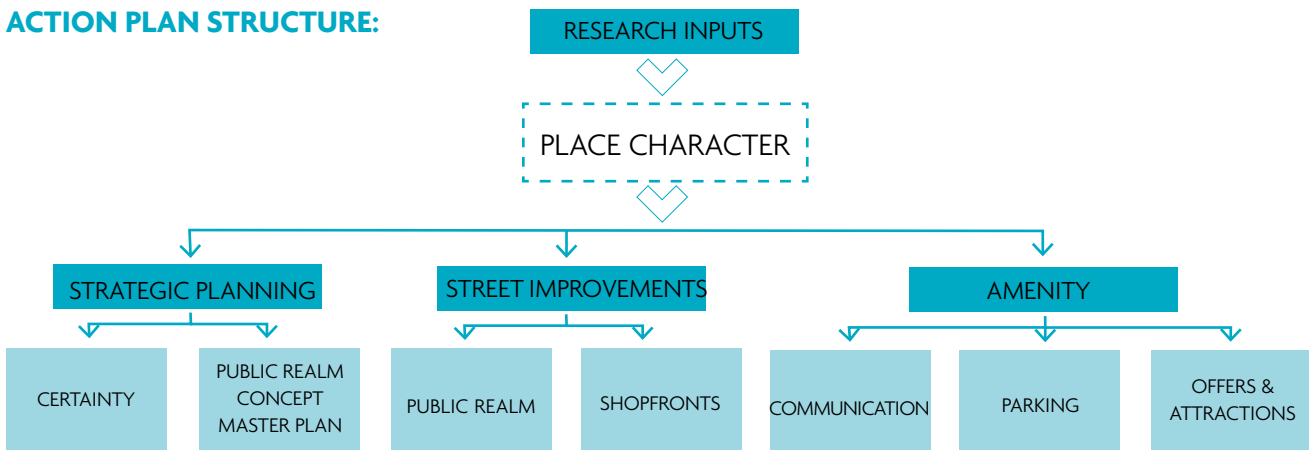 ACTION PLAN STRUCTURE:
RESEARCH INPUTS
PLACE CHARACTER
STRATEGIC PLANNING
STREET IMPROVEMENTS
AMENITY
CERTAINTY
PUBLIC REALM
CONCEPT
MASTER PLAN
PUBLIC REALM
SHOPFRONTS
COMMUNICATION
PARKING
OFFERS &
ATTRACTIONS